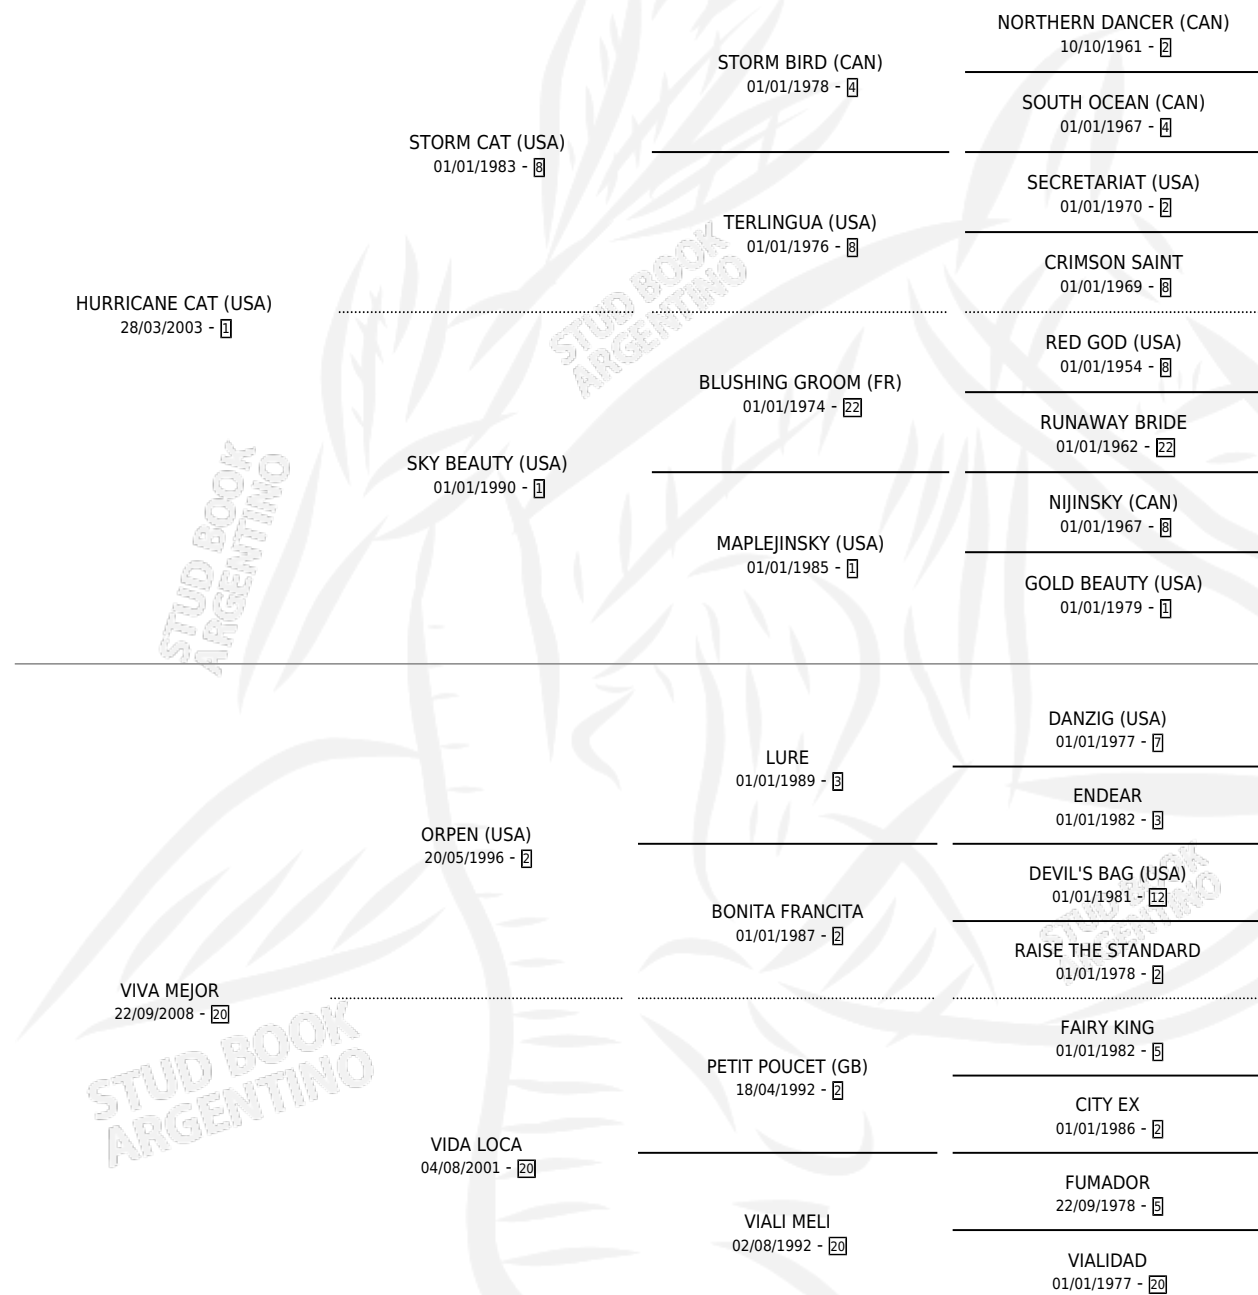 NORTHERN DANCER (CAN)
10/10/1961 - 2
STORM BIRD (CAN)
01/01/1978 - 4
SOUTH OCEAN (CAN)
01/01/1967 - 4
STORM CAT (USA)
01/01/1983 - 8
SECRETARIAT (USA)
01/01/1970 - 2
TERLINGUA (USA)
01/01/1976 - 8
CRIMSON SAINT
01/01/1969 - 8
HURRICANE CAT (USA)
28/03/2003 - 1
RED GOD (USA)
01/01/1954 - 8
BLUSHING GROOM (FR)
01/01/1974 - 22
RUNAWAY BRIDE
01/01/1962 - 22
SKY BEAUTY (USA)
01/01/1990 - 1
NIJINSKY (CAN)
01/01/1967 - 8
MAPLEJINSKY (USA)
01/01/1985 - 1
GOLD BEAUTY (USA)
01/01/1979 - 1
DANZIG (USA)
01/01/1977 - 7
LURE
01/01/1989 - 3
ENDEAR
01/01/1982 - 3
ORPEN (USA)
20/05/1996 - 2
DEVIL'S BAG (USA)
01/01/1981 - 12
BONITA FRANCITA
01/01/1987 - 2
RAISE THE STANDARD
01/01/1978 - 2
VIVA MEJOR
22/09/2008 - 20
FAIRY KING
01/01/1982 - 5
PETIT POUCET (GB)
18/04/1992 - 2
CITY EX
01/01/1986 - 2
VIDA LOCA
04/08/2001 - 20
FUMADOR
22/09/1978 - 5
VIALI MELI
02/08/1992 - 20
VIALIDAD
01/01/1977 - 20
STUD BOOK
ARGENTINO
STUD BOOK
ARGENTINO
STUD BOOK
ARGENTINO
STUD BOOK
ARGENTINO